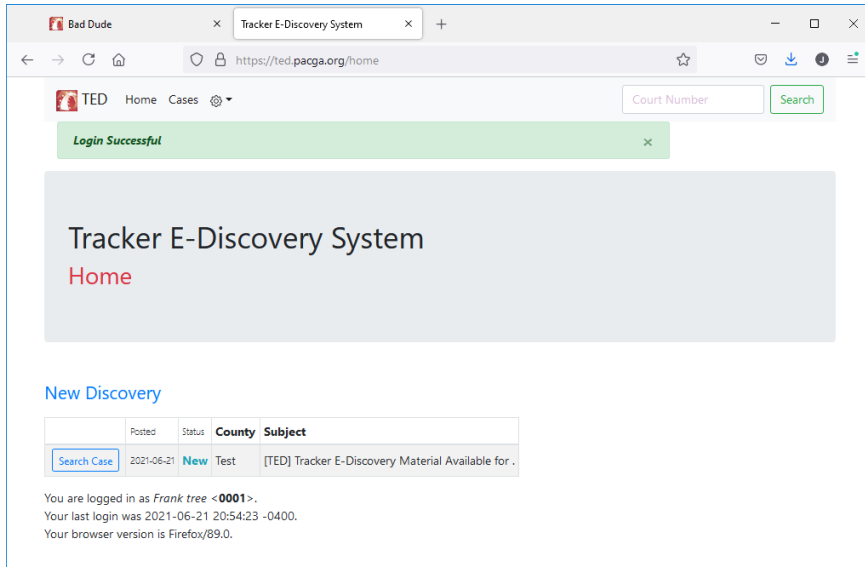 Bad Dude × Tracker E-Discovery System × +
https://ted.pacga.org/home J
TED Home Cases Court Number Search
Login Successful ×
Tracker E-Discovery System
Home
New Discovery
Posted Status County Subject
Search Case 2021-06-21 New Test [TED] Tracker E-Discovery Material Available for .
You are logged in as Frank tree <0001>.
Your last login was 2021-06-21 20:54:23 -0400.
Your browser version is Firefox/89.0.